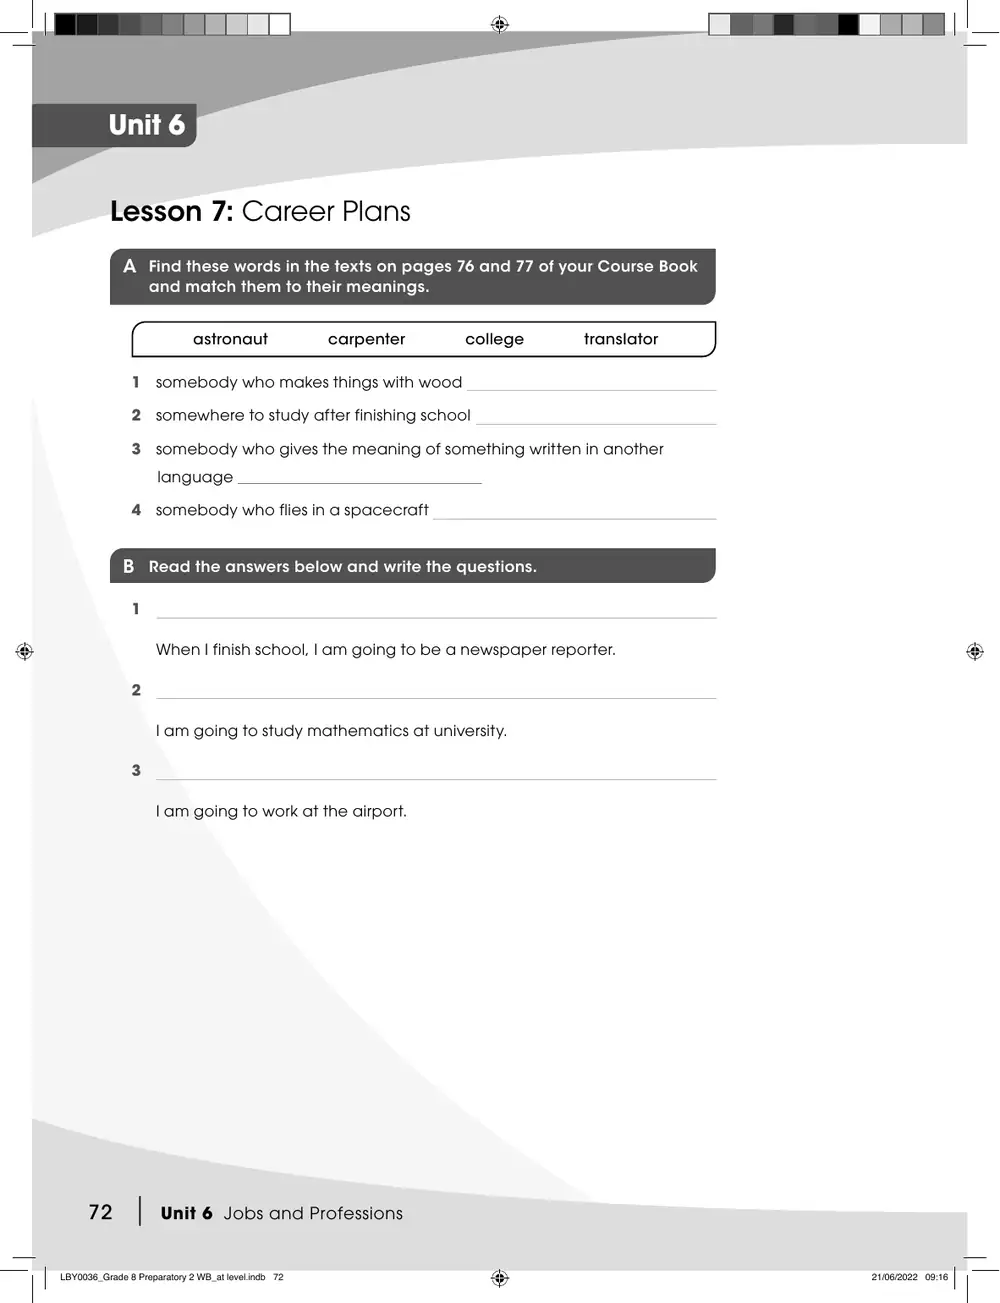 Unit 6
Lesson 7: Career Plans
A Find these words in the texts on pages 76 and 77 of your Course Book
and match them to their meanings.
astronaut carpenter college translator
1 somebody who makes things with wood
2 somewhere to study after finishing school
3 somebody who gives the meaning of something written in another
language
4 somebody who flies in a spacecraft
B Read the answers below and write the questions.
1
When I finish school, I am going to be a newspaper reporter.
2
I am going to study mathematics at university.
3
I am going to work at the airport.
72 Unit 6 Jobs and Professions
LBY0036_Grade 8 Preparatory 2 WB_at level.indb 72 21/06/2022 09:16